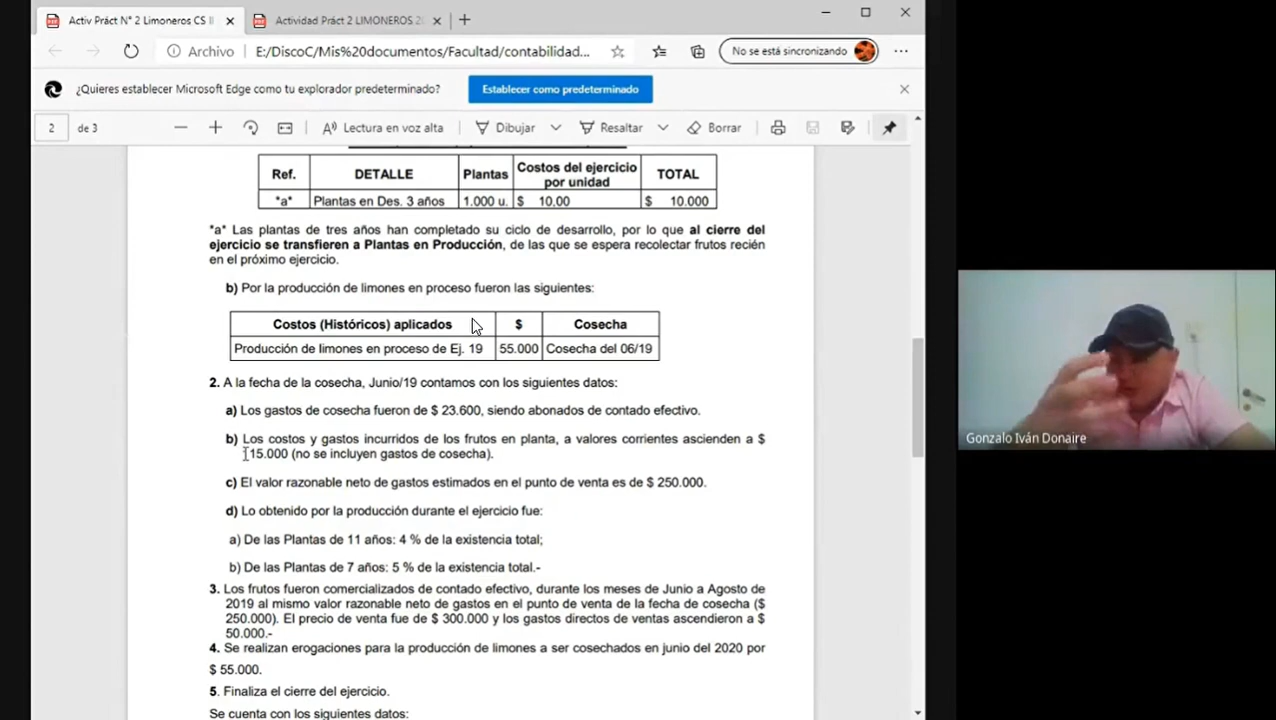 Activ Práct N° 2 Limoneros CS II
Actividad Práct 2 LIMONEROS 20
Archivo
E:/DiscoC/Mis%20documentos/Facultad/contabilidad...
No se está sincronizando
¿Quieres establecer Microsoft Edge como tu explorador predeterminado?
Establecer como predeterminado
2 de 3
Lectura en voz alta
Dibujar
Resaltar
Borrar
Ref. DETALLE Plantas Costos del ejercicio por unidad TOTAL
*a* Plantas en Des. 3 años 1.000 u. $ 10,00 $ 10.000
*a* Las plantas de tres años han completado su ciclo de desarrollo, por lo que al cierre del
ejercicio se transfieren a Plantas en Producción, de las que se espera recolectar frutos recién
en el próximo ejercicio.
b) Por la producción de limones en proceso fueron las siguientes:
Costos (Históricos) aplicados $ Cosecha
Producción de limones en proceso de Ej. 19 55.000 Cosecha del 06/19
2. A la fecha de la cosecha, Junio/19 contamos con los siguientes datos:
a) Los gastos de cosecha fueron de $ 23.600, siendo abonados de contado efectivo.
b) Los costos y gastos incurridos de los frutos en planta, a valores corrientes ascienden a $
115.000 (no se incluyen gastos de cosecha).
c) El valor razonable neto de gastos estimados en el punto de venta es de $ 250.000.
d) Lo obtenido por la producción durante el ejercicio fue:
a) De las Plantas de 11 años: 4 % de la existencia total;
b) De las Plantas de 7 años: 5 % de la existencia total.-
3. Los frutos fueron comercializados de contado efectivo, durante los meses de Junio a Agosto de
2019 al mismo valor razonable neto de gastos en el punto de venta de la fecha de cosecha ($
250.000). El precio de venta fue de $ 300.000 y los gastos directos de ventas ascendieron a $
50.000.-
4. Se realizan erogaciones para la producción de limones a ser cosechados en junio del 2020 por
$ 55.000.
5. Finaliza el cierre del ejercicio.
Se cuenta con los siguientes datos:
Gonzalo Iván Donaire